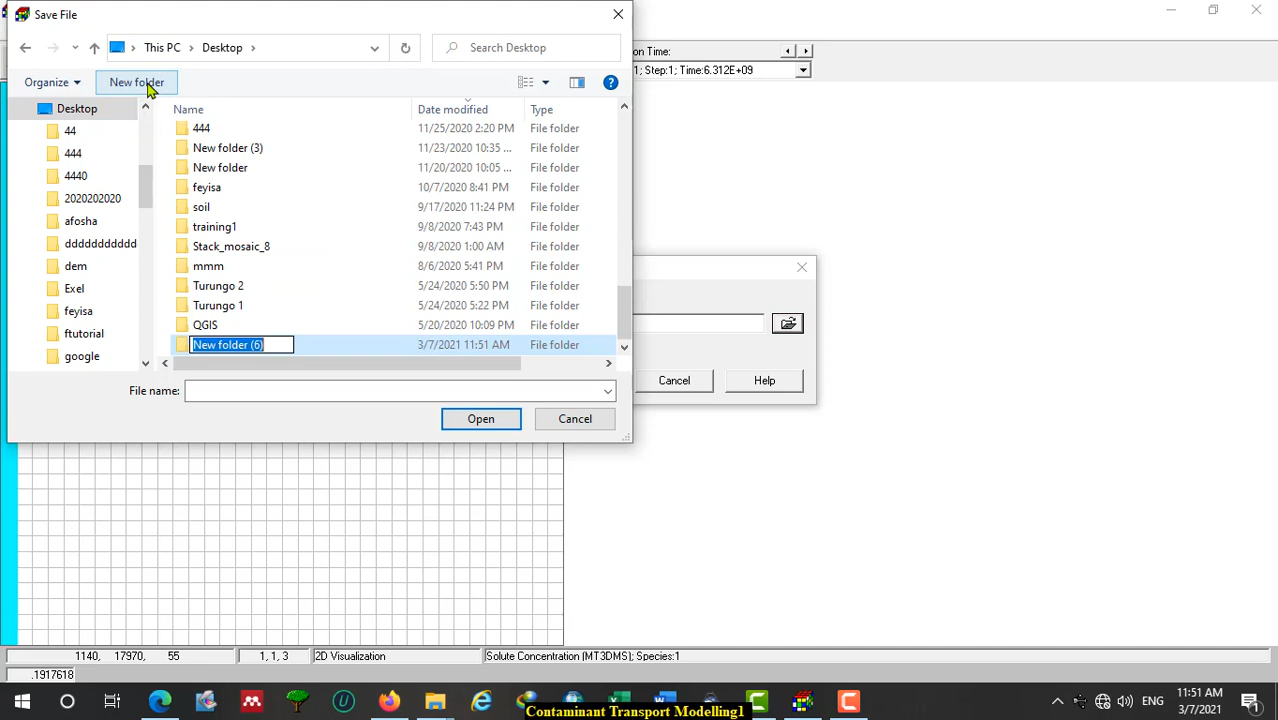 Save File
This PC > Desktop >
Search Desktop
Organize
New folder
Desktop
44
444
4440
2020202020
afosha
ddddddddddd
dem
Exel
feyisa
ftutorial
google
Name Date modified Type
444 11/25/2020 2:20 PM File folder
New folder (3) 11/23/2020 10:35 ... File folder
New folder 11/20/2020 10:05 ... File folder
feyisa 10/7/2020 8:41 PM File folder
soil 9/17/2020 11:24 PM File folder
training1 9/8/2020 7:43 PM File folder
Stack_mosaic_8 9/8/2020 1:00 AM File folder
mmm 8/6/2020 5:41 PM File folder
Turungo 2 5/24/2020 5:50 PM File folder
Turungo 1 5/24/2020 5:22 PM File folder
QGIS 5/20/2020 10:09 PM File folder
New folder (6) 3/7/2021 11:51 AM File folder
File name:
Open Cancel
on Time:
1; Step:1; Time:6.312E+09
Cancel Help
1140, 17970, 55 1, 1, 3 2D Visualization Solute Concentration (MT3DMS); Species:1
.1917618
ENG
11:51 AM
3/7/2021
1
Contaminant Transport Modelling1